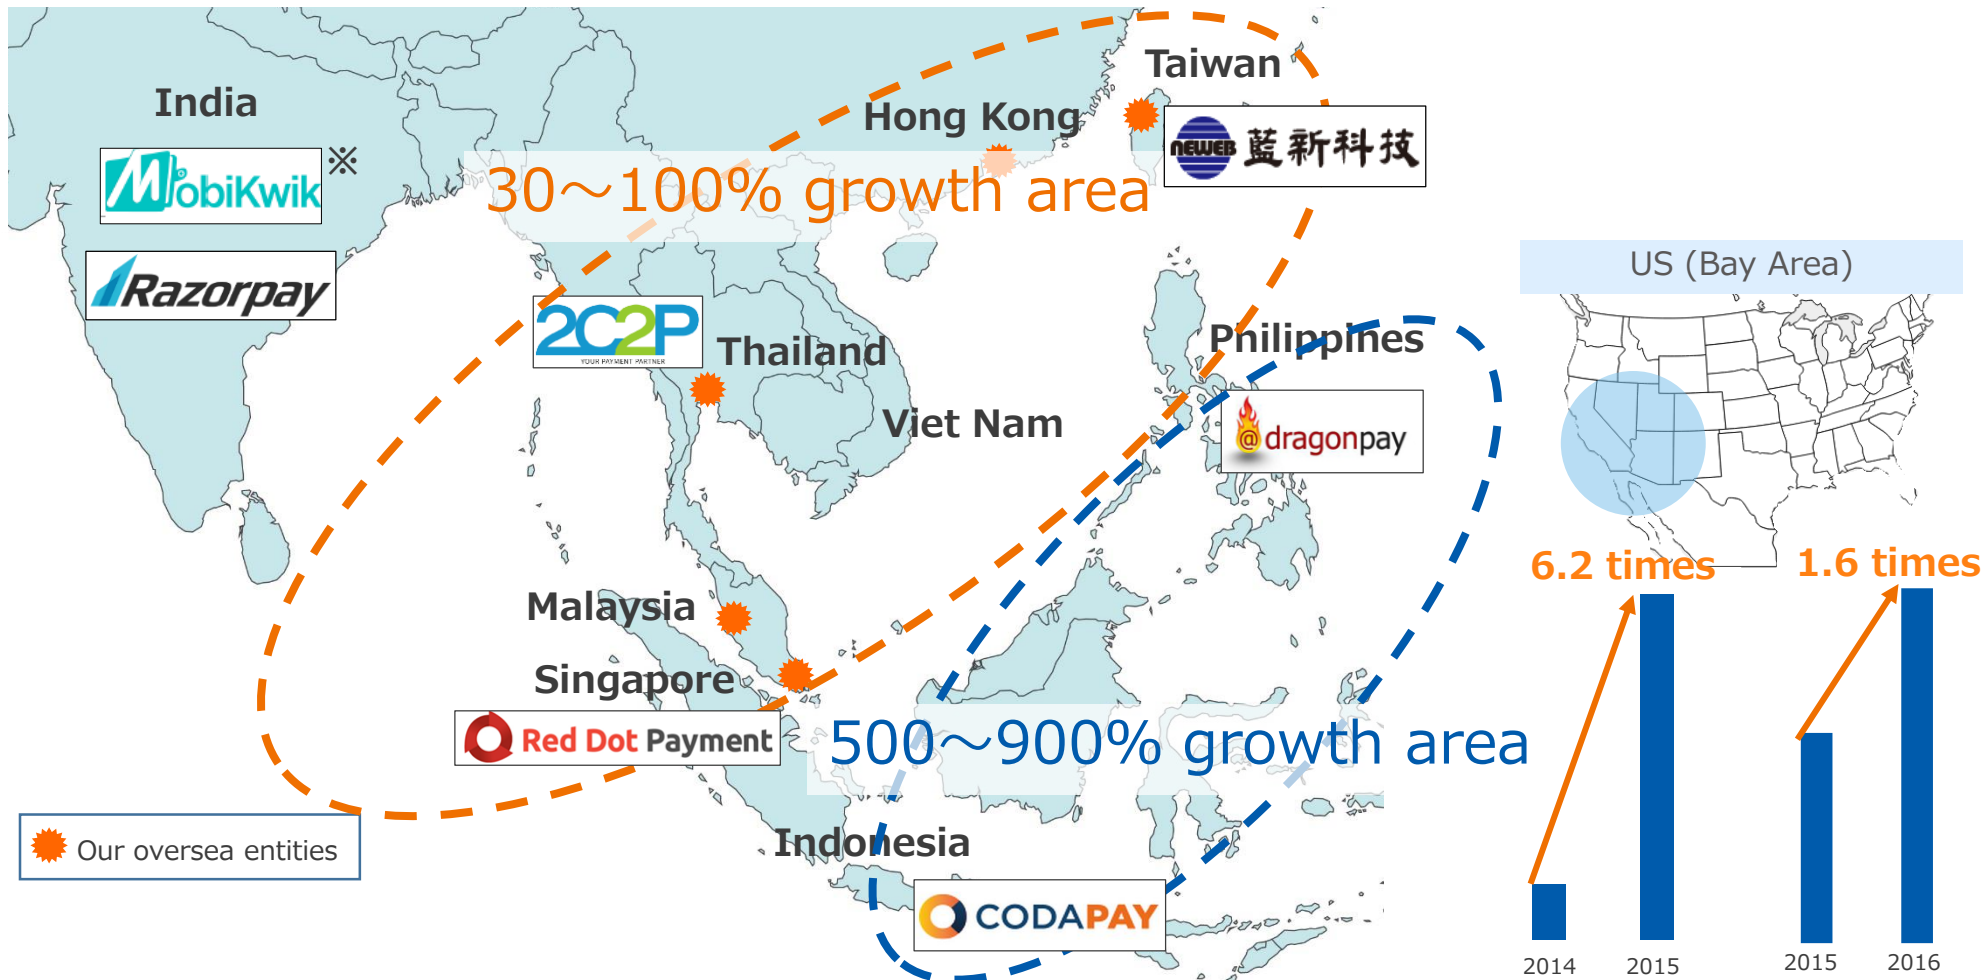 Taiwan
India
Hong Kong
MobiKwik
※
NEWEB 藍新科技
30～100% growth area
Razorpay
US (Bay Area)
2C2P
YOUR PAYMENT PARTNER
Thailand
Philippines
Viet Nam
@ dragonpay
6.2 times
1.6 times
Malaysia
Singapore
Red Dot Payment
500～900% growth area
Our oversea entities
Indonesia
CODAPAY
2014
2015
2015
2016